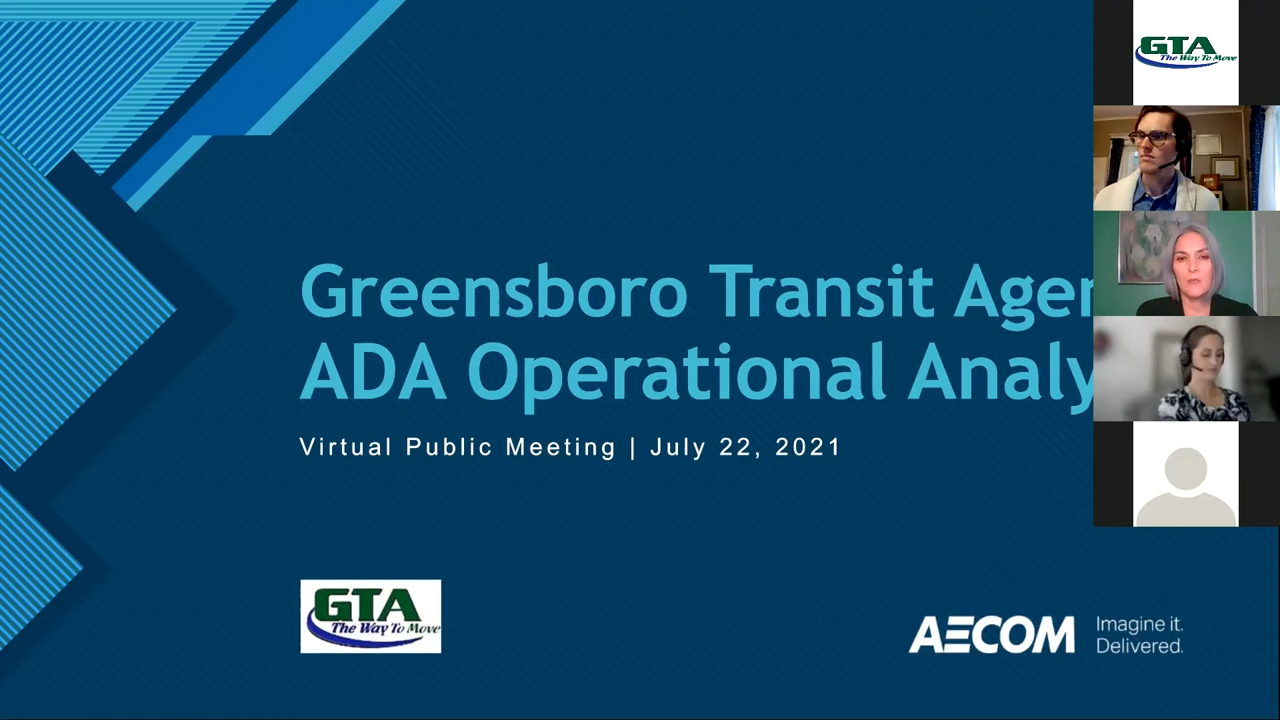 GTA
The Way To Move
Greensboro Transit Agen
ADA Operational Analy
Virtual Public Meeting | July 22, 2021
GTA
The Way To Move
AECOM
Imagine it.
Delivered.